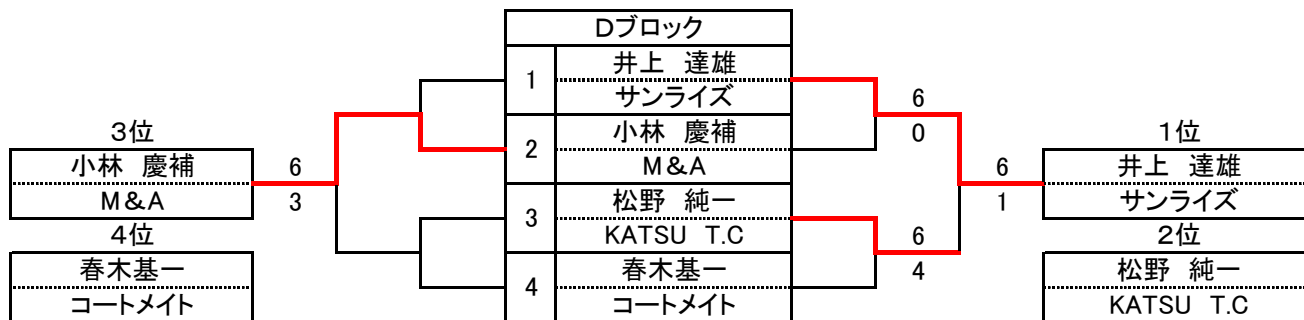 Dブロック
1
井上 達雄
サンライズ
2
小林 慶補
M&A
3
松野 純一
KATSU T.C
4
春木基一
コートメイト
6
0
6
4
6
1
1位
井上 達雄
サンライズ
2位
松野 純一
KATSU T.C
3位
小林 慶補
M&A
6
3
4位
春木基一
コートメイト